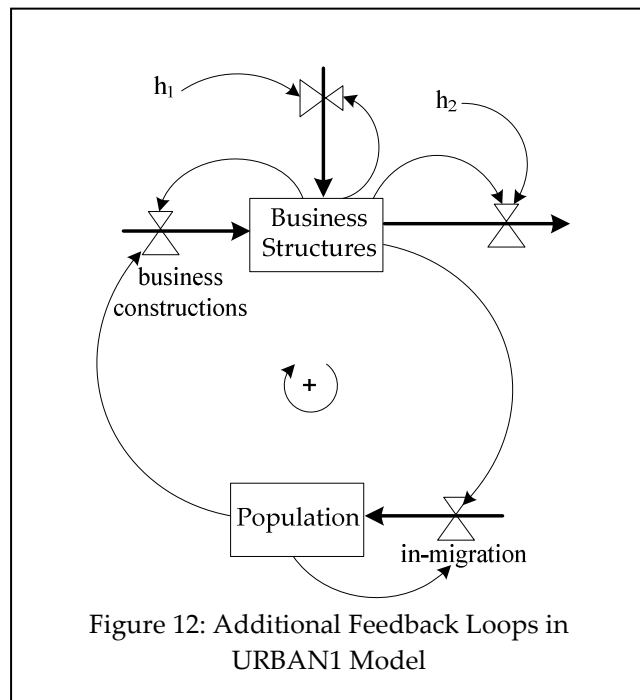 h₁
h₂
Business
Structures
business
constructions
+
Population
in-migration
Figure 12: Additional Feedback Loops in
URBAN1 Model